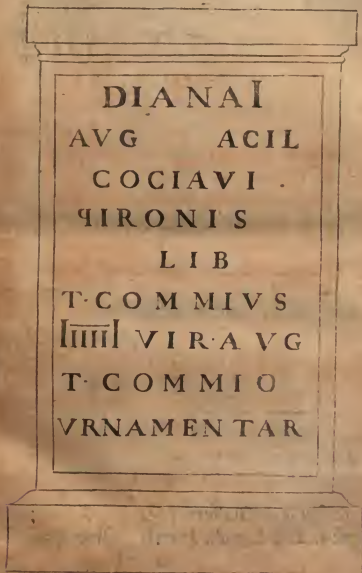 DIANAI
AVG ACIL
COCIAVI .
ꟼIRONIS
LIB
T·COMMIVS
IIIIII VIR·AVG
T·COMMIO
VRNAMENTAR